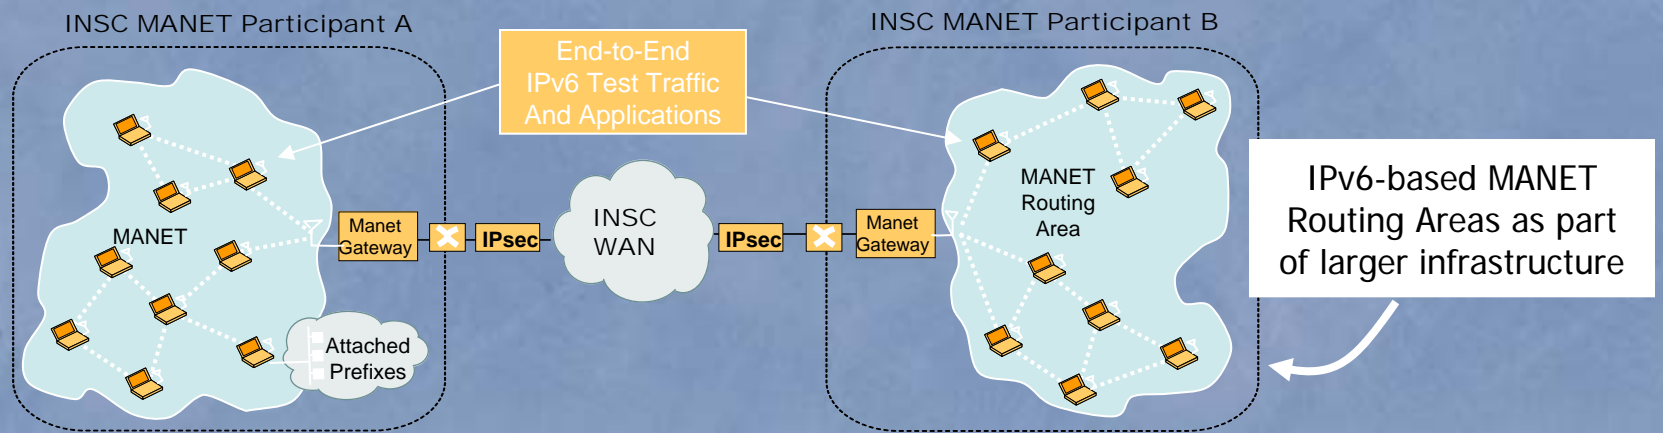 INSC MANET Participant A
INSC MANET Participant B
End-to-End
IPv6 Test Traffic
And Applications
MANET
Manet
Gateway
IPsec
INSC
WAN
IPsec
Manet
Gateway
MANET
Routing
Area
Attached
Prefixes
IPv6-based MANET
Routing Areas as part
of larger infrastructure